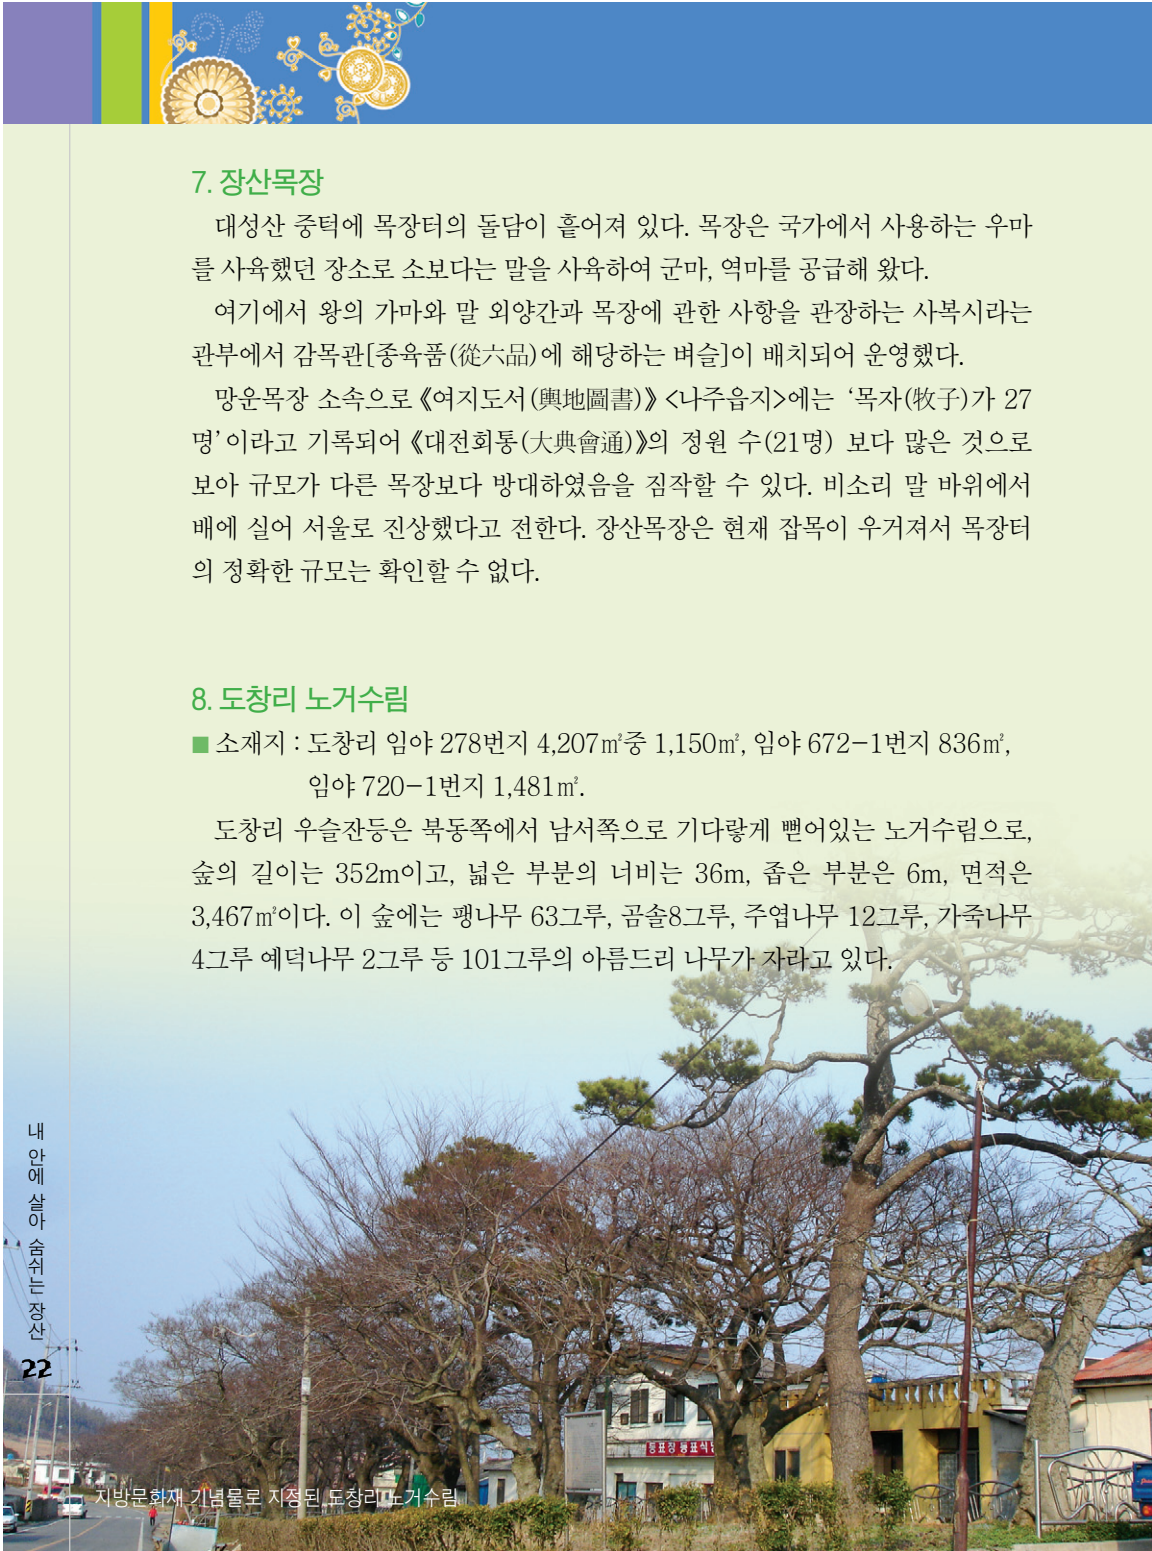 7. 장산목장
대성산 중턱에 목장터의 돌담이 흩어져 있다. 목장은 국가에서 사용하는 우마
를 사육했던 장소로 소보다는 말을 사육하여 군마, 역마를 공급해 왔다.
여기에서 왕의 가마와 말 외양간과 목장에 관한 사항을 관장하는 사복시라는
관부에서 감목관[종육품(從六品)에 해당하는 벼슬]이 배치되어 운영했다.
망운목장 소속으로 《여지도서(輿地圖書)》 <나주읍지>에는 ‘목자(牧子)가 27
명’이라고 기록되어 《대전회통(大典會通)》의 정원 수(21명) 보다 많은 것으로
보아 규모가 다른 목장보다 방대하였음을 짐작할 수 있다. 비소리 말 바위에서
배에 실어 서울로 진상했다고 전한다. 장산목장은 현재 잡목이 우거져서 목장터
의 정확한 규모는 확인할 수 없다.
8. 도창리 노거수림
■ 소재지 : 도창리 임야 278번지 4,207㎡중 1,150㎡, 임야 672-1번지 836㎡,
임야 720-1번지 1,481㎡.
도창리 우슬잔등은 북동쪽에서 남서쪽으로 기다랗게 뻗어있는 노거수림으로,
숲의 길이는 352m이고, 넓은 부분의 너비는 36m, 좁은 부분은 6m, 면적은
3,467㎡이다. 이 숲에는 팽나무 63그루, 곰솔8그루, 주엽나무 12그루, 가죽나무
4그루 예덕나무 2그루 등 101그루의 아름드리 나무가 자라고 있다.
내 안에 살아 숨쉬는 장산
22
지방문화재 기념물로 지정된 도창리 노거수림